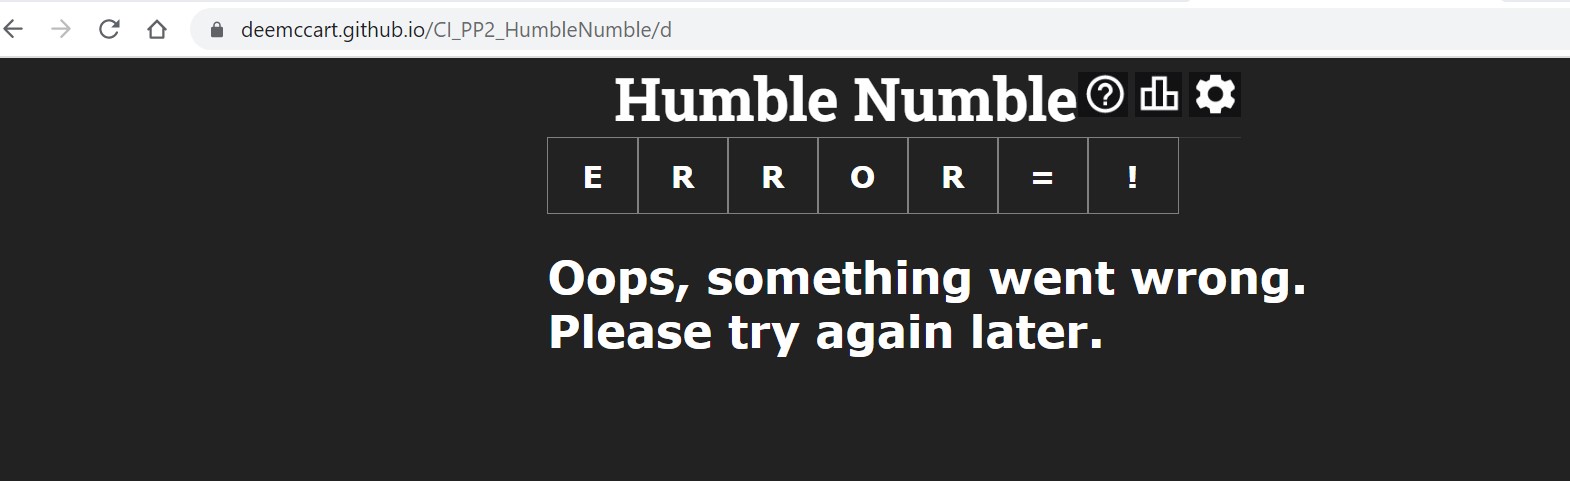 deemccart.github.io/CI_PP2_HumbleNumble/d
Humble Numble
E R R O R = !
Oops, something went wrong.
Please try again later.